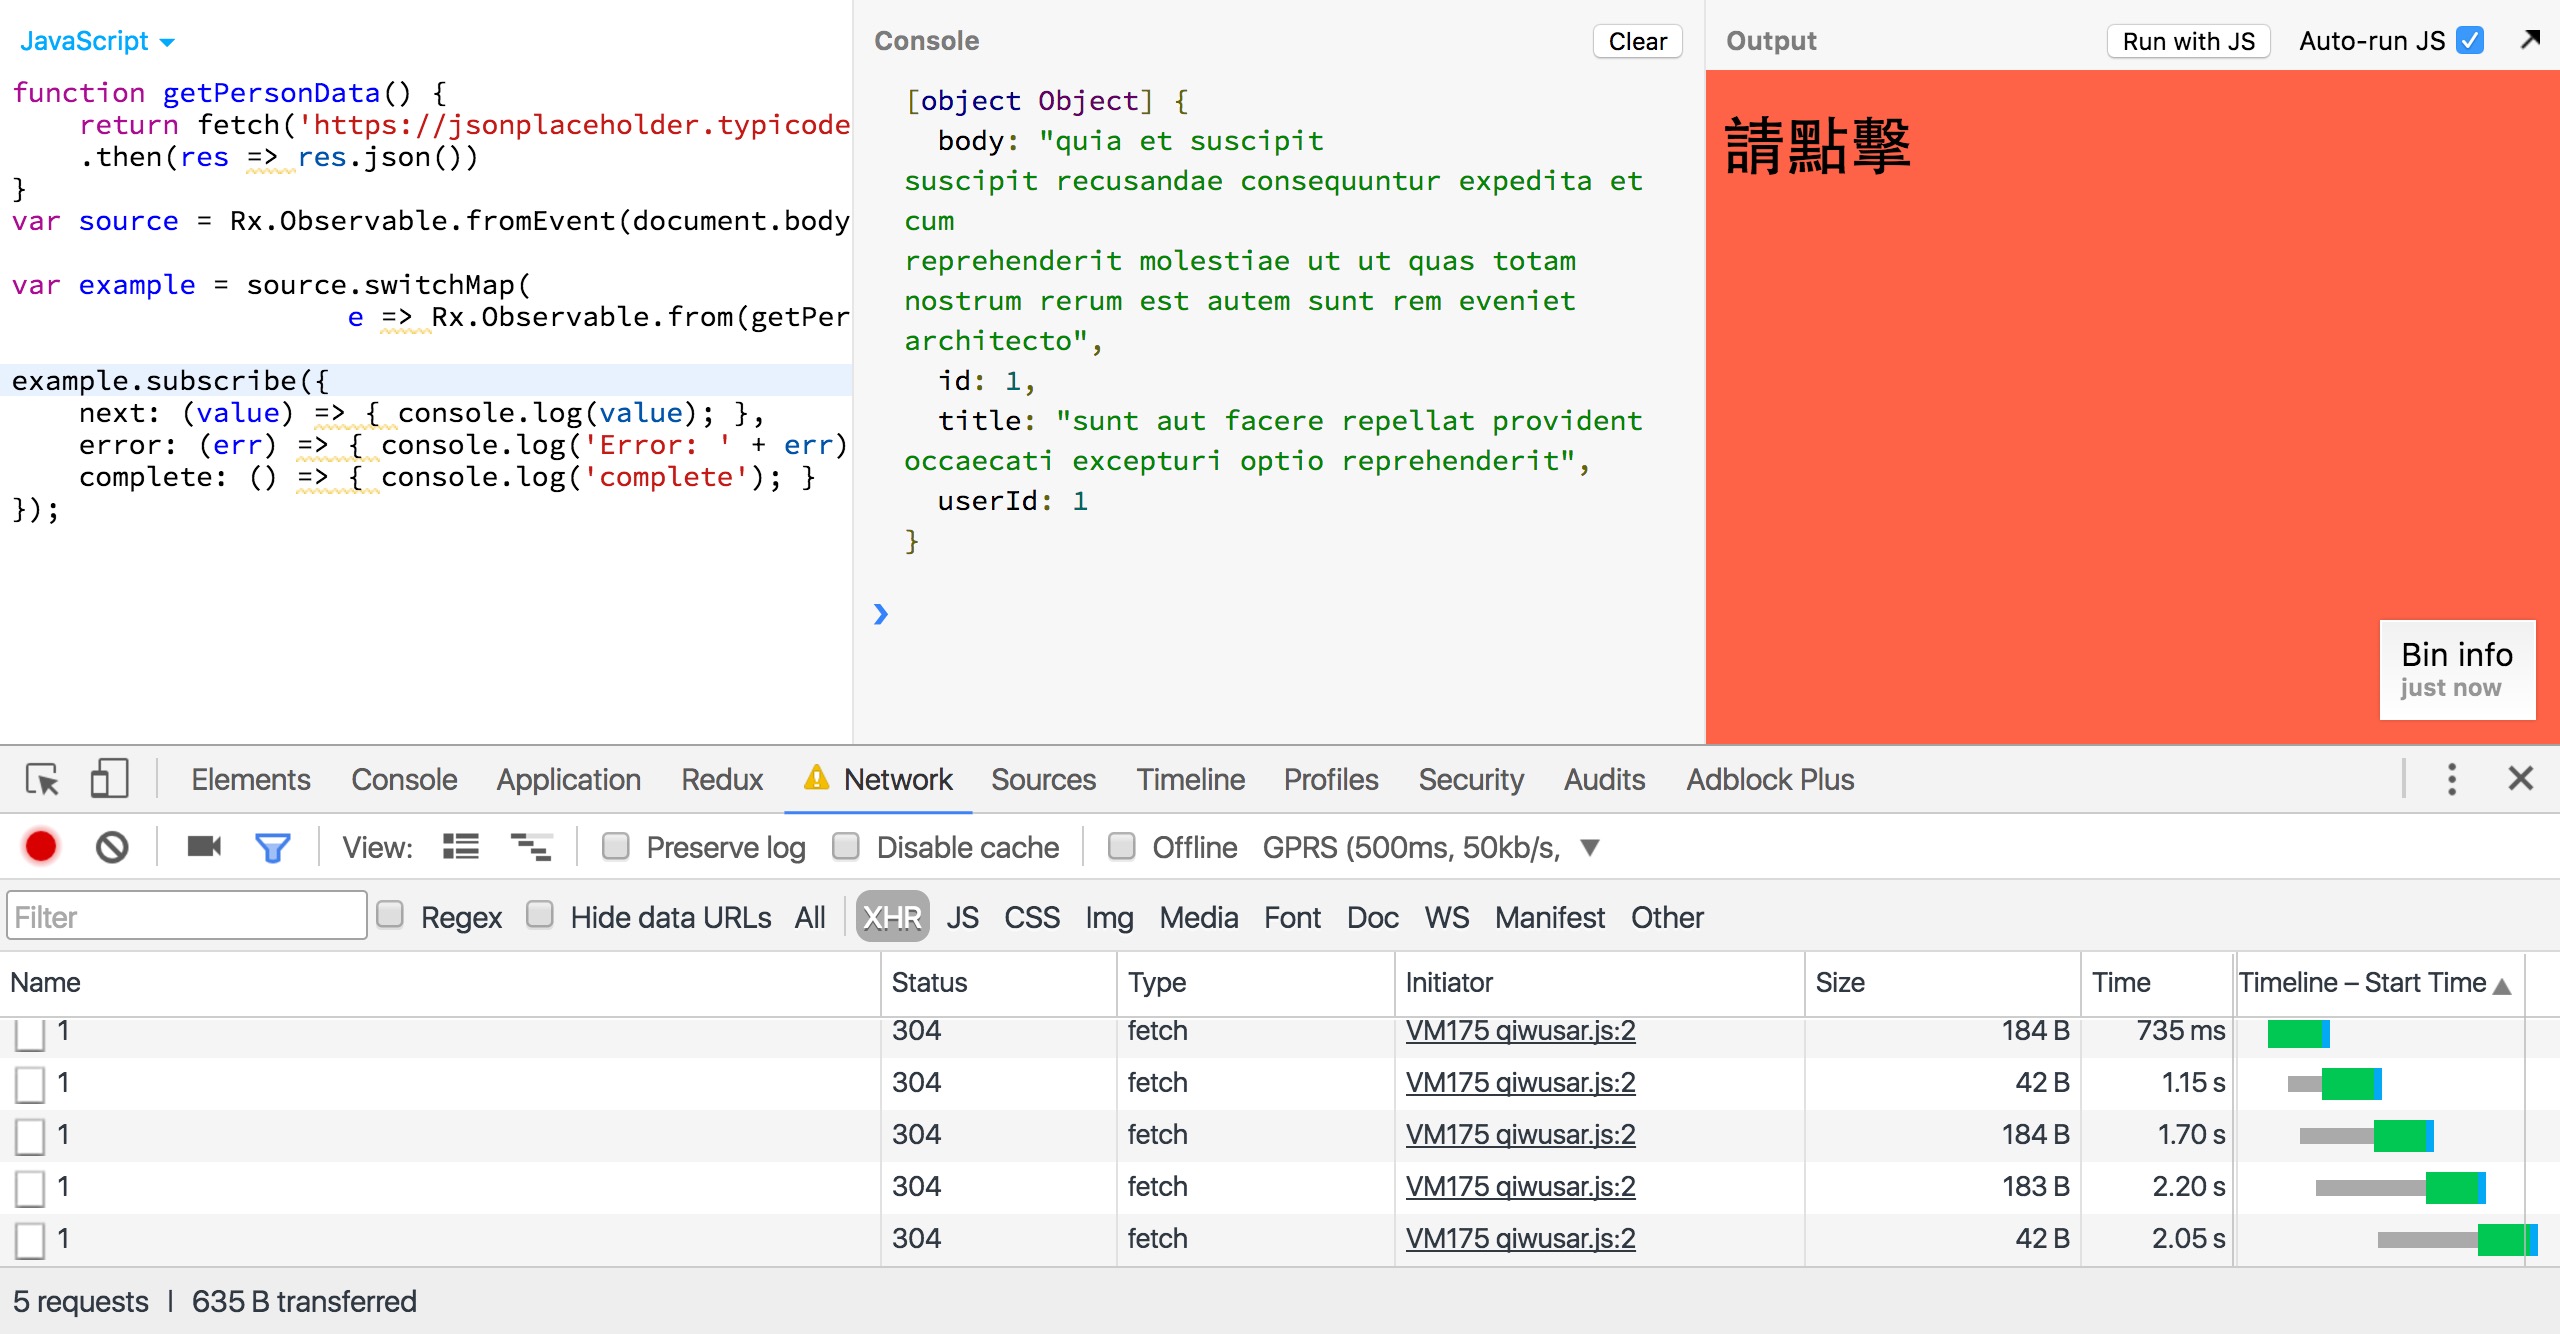 JavaScript
function getPersonData() {
return fetch('https://jsonplaceholder.typicode
.then(res => res.json())
}
var source = Rx.Observable.fromEvent(document.body
var example = source.switchMap(
e => Rx.Observable.from(getPer
example.subscribe({
next: (value) => { console.log(value); },
error: (err) => { console.log('Error: ' + err)
complete: () => { console.log('complete'); }
});
Console
Clear
[object Object] {
body: "quia et suscipit
suscipit recusandae consequuntur expedita et
cum
reprehenderit molestiae ut ut quas totam
nostrum rerum est autem sunt rem eveniet
architecto",
id: 1,
title: "sunt aut facere repellat provident
occaecati excepturi optio reprehenderit",
userId: 1
}
Output
Run with JS
Auto-run JS
請點擊
Bin info
just now
Elements Console Application Redux Network Sources Timeline Profiles Security Audits Adblock Plus
View: Preserve log Disable cache Offline GPRS (500ms, 50kb/s,
Filter Regex Hide data URLs All XHR JS CSS Img Media Font Doc WS Manifest Other
Name Status Type Initiator Size Time Timeline – Start Time
1 304 fetch VM175 qiwusar.js:2 184 B 735 ms
1 304 fetch VM175 qiwusar.js:2 42 B 1.15 s
1 304 fetch VM175 qiwusar.js:2 184 B 1.70 s
1 304 fetch VM175 qiwusar.js:2 183 B 2.20 s
1 304 fetch VM175 qiwusar.js:2 42 B 2.05 s
5 requests | 635 B transferred